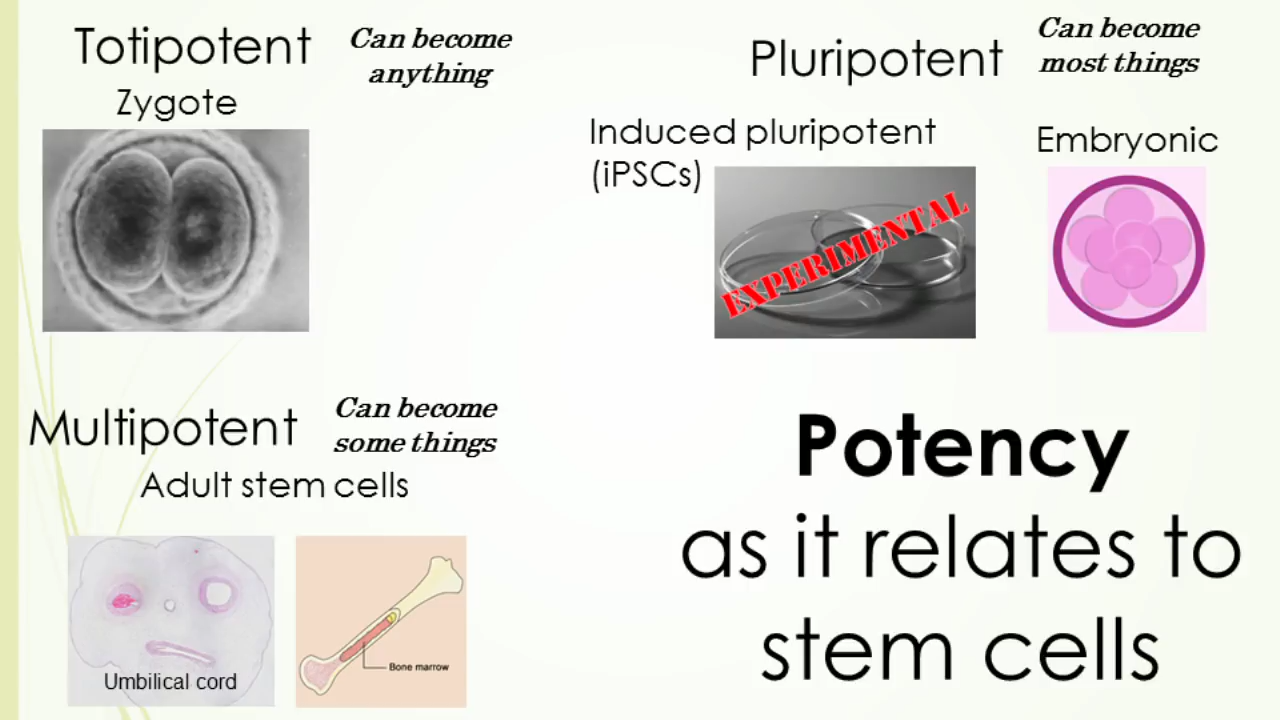 Totipotent
Can become
anything
Zygote
Pluripotent
Can become
most things
Induced pluripotent
(iPSCs)
Embryonic
EXPERIMENTAL
Multipotent
Can become
some things
Adult stem cells
Umbilical cord
Bone marrow
Potency
as it relates to
stem cells